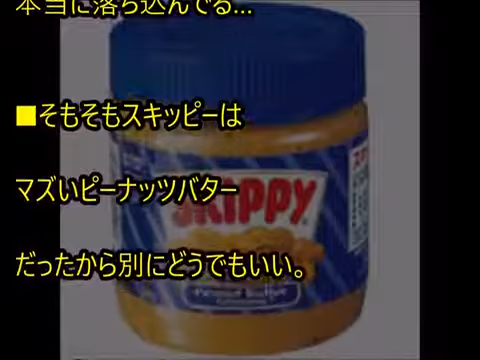 本当に落ち込んでる…
■そもそもスキッピーは
マズいピーナッツバター
だったから別にどうでもいい。
SKIPPY
Peanut Butter